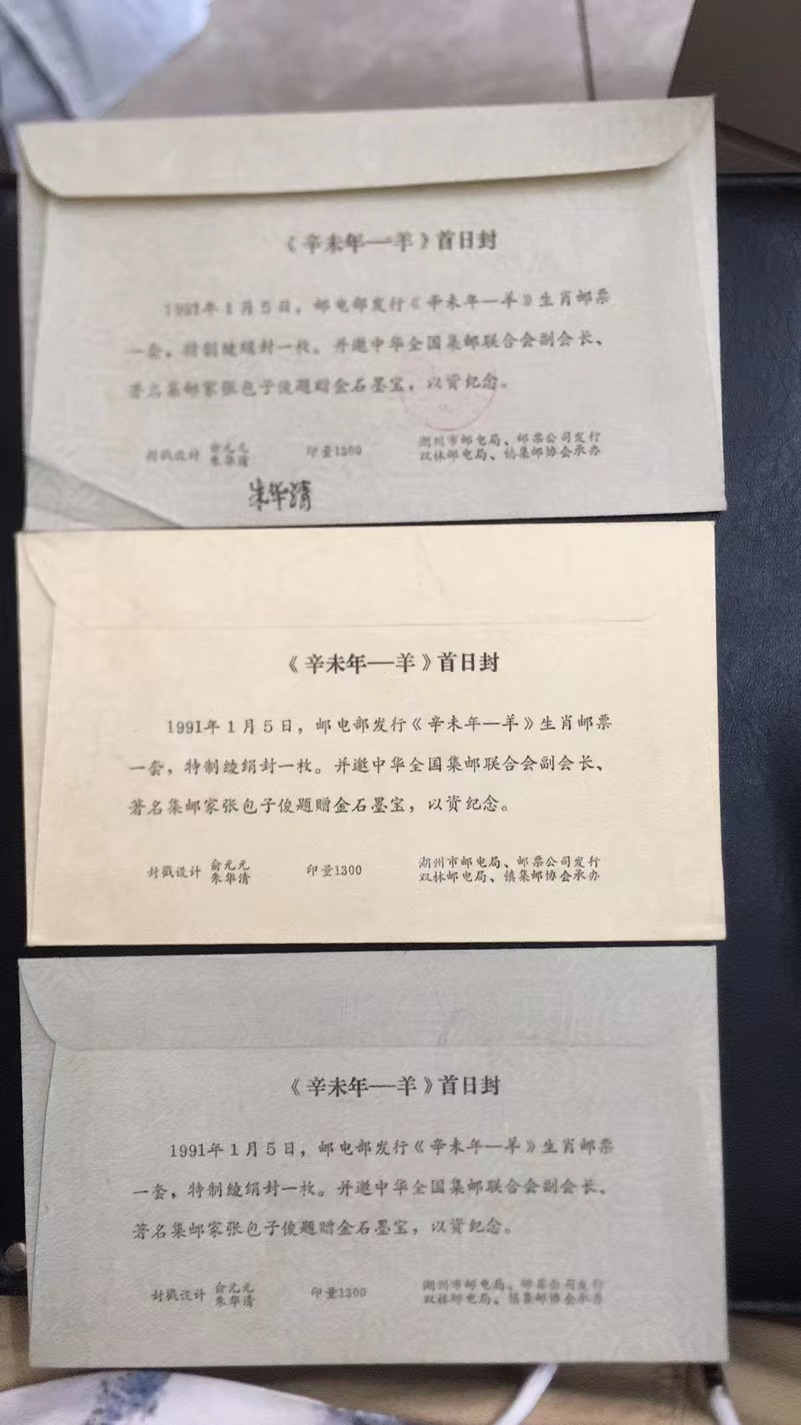 《辛未年—羊》首日封
1991年1月5日，邮电部发行《辛未年—羊》生肖邮票
一套，特制绫绢封一枚。并邀中华全国集邮联合会副会长、
著名集邮家张包子俊题赠金石墨宝，以资纪念。
封戳设计 俞元元 朱华清 印量1300 湖州市邮电局、邮票公司发行
双林邮电局、镇集邮协会承办
朱华清
《辛未年—羊》首日封
1991年1月5日，邮电部发行《辛未年—羊》生肖邮票
一套，特制绫绢封一枚。并邀中华全国集邮联合会副会长、
著名集邮家张包子俊题赠金石墨宝，以资纪念。
封戳设计 俞元元 朱华清 印量1300 湖州市邮电局、邮票公司发行
双林邮电局、镇集邮协会承办
《辛未年—羊》首日封
1991年1月5日，邮电部发行《辛未年—羊》生肖邮票
一套，特制绫绢封一枚。并邀中华全国集邮联合会副会长、
著名集邮家张包子俊题赠金石墨宝，以资纪念。
封戳设计 俞元元 朱华清 印量1300 湖州市邮电局、邮票公司发行
双林邮电局、镇集邮协会承办